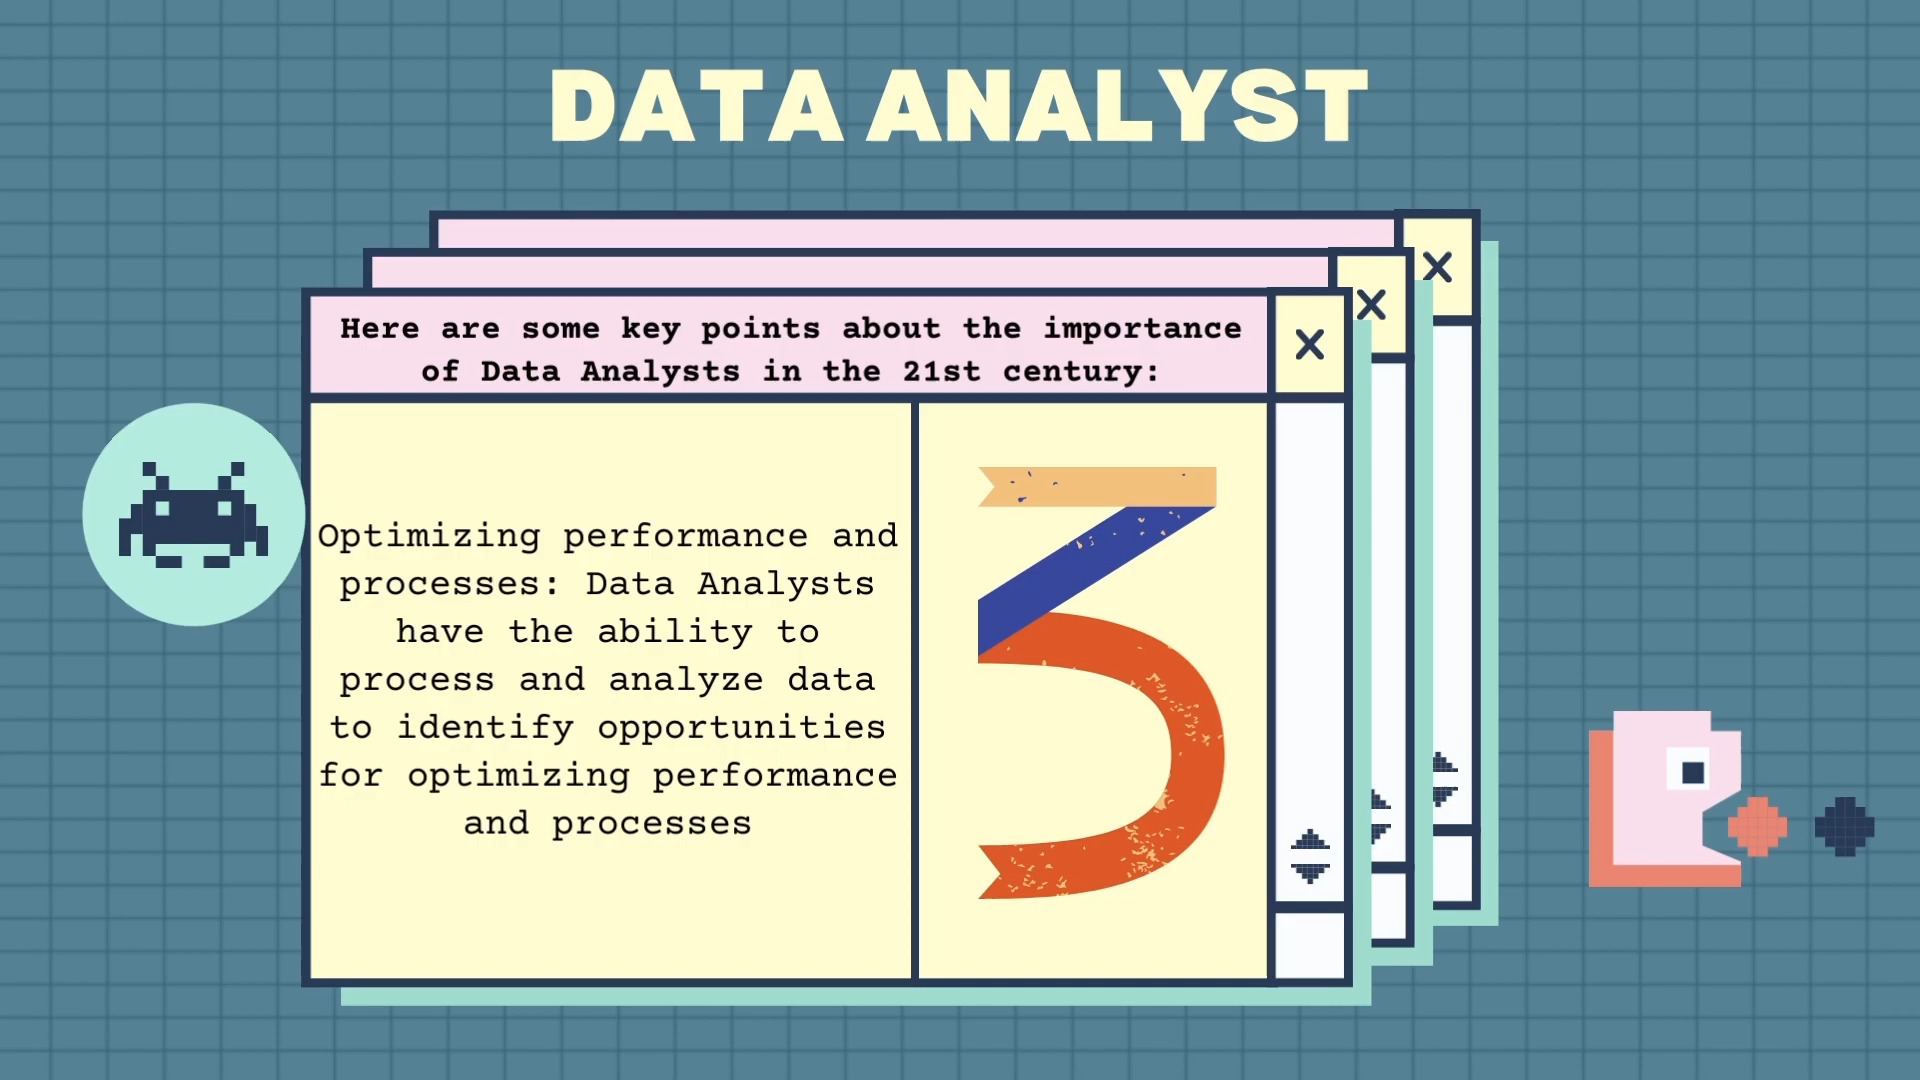 DATA ANALYST
Here are some key points about the importance
of Data Analysts in the 21st century:
Optimizing performance and
processes: Data Analysts
have the ability to
process and analyze data
to identify opportunities
for optimizing performance
and processes
3